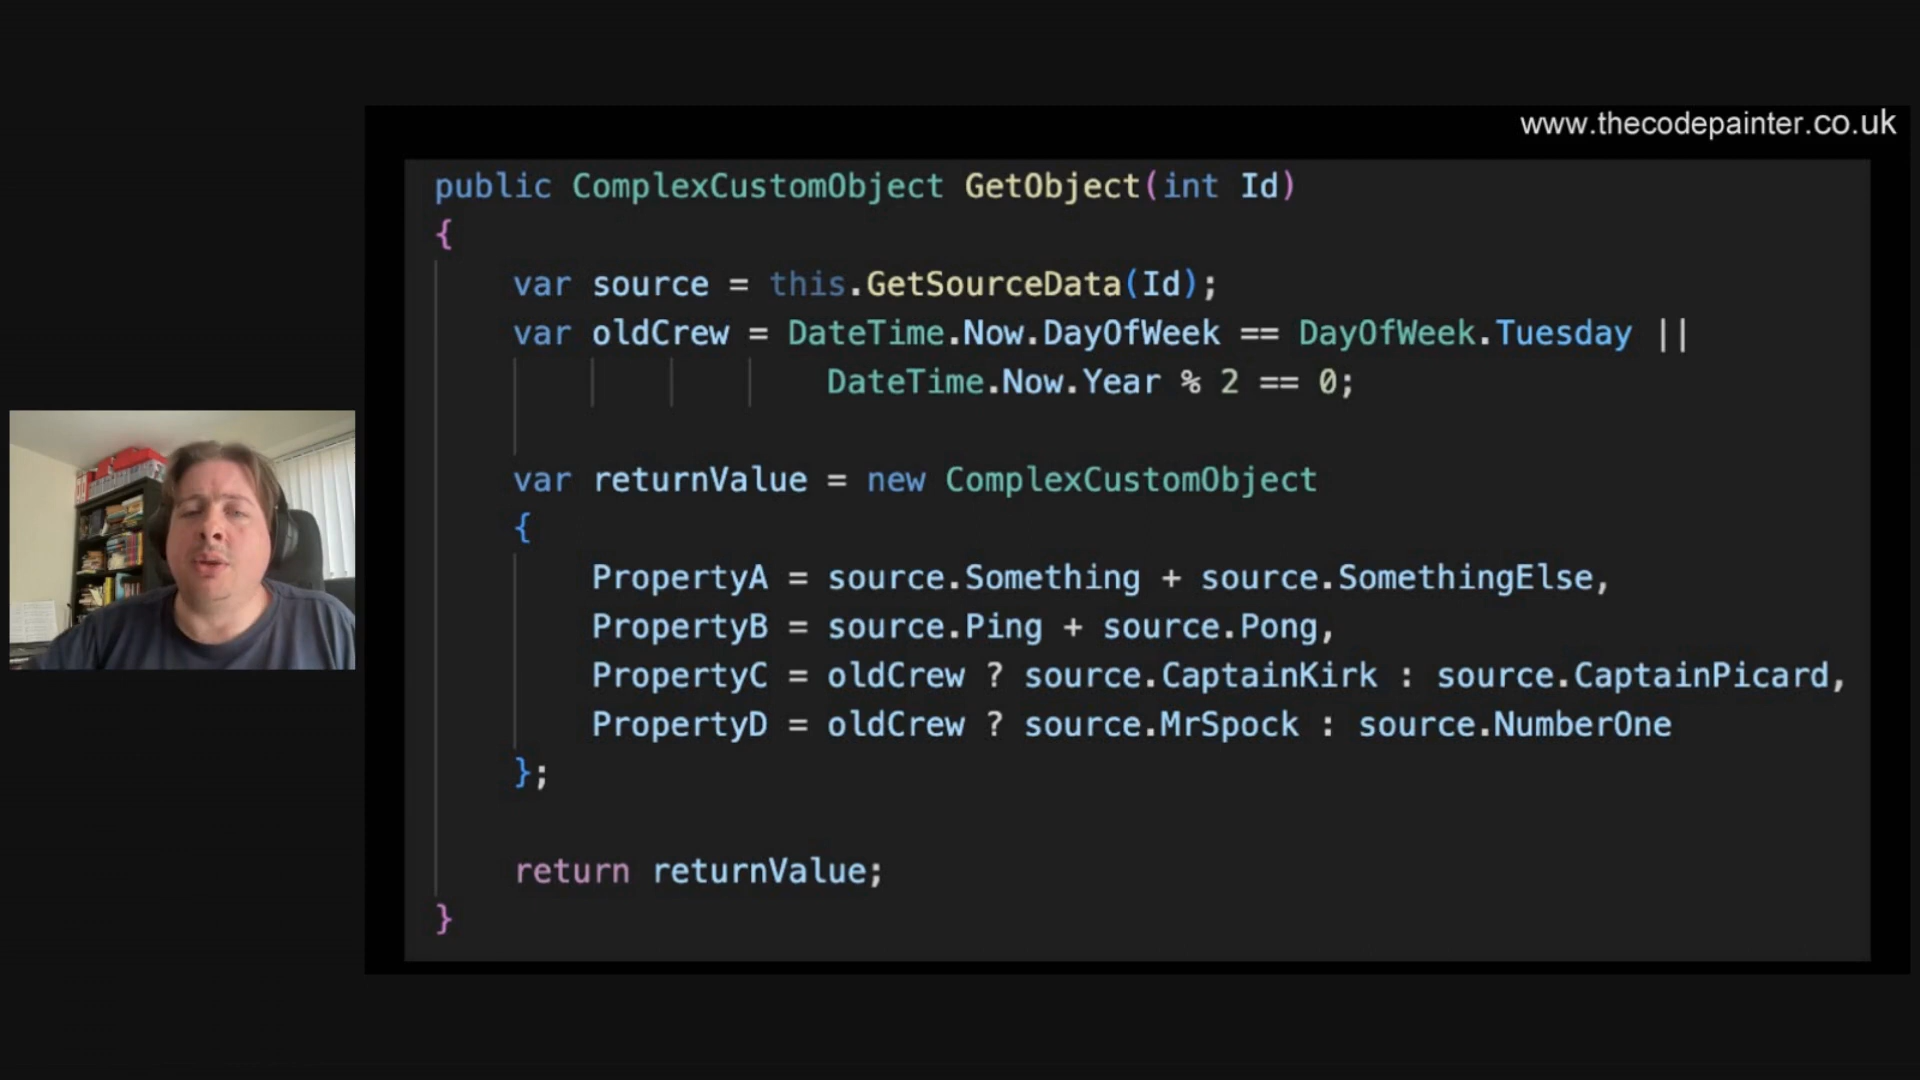 www.thecodepainter.co.uk
public ComplexCustomObject GetObject(int Id)
{
var source = this.GetSourceData(Id);
var oldCrew = DateTime.Now.DayOfWeek == DayOfWeek.Tuesday ||
DateTime.Now.Year % 2 == 0;
var returnValue = new ComplexCustomObject
{
PropertyA = source.Something + source.SomethingElse,
PropertyB = source.Ping + source.Pong,
PropertyC = oldCrew ? source.CaptainKirk : source.CaptainPicard,
PropertyD = oldCrew ? source.MrSpock : source.NumberOne
};
return returnValue;
}